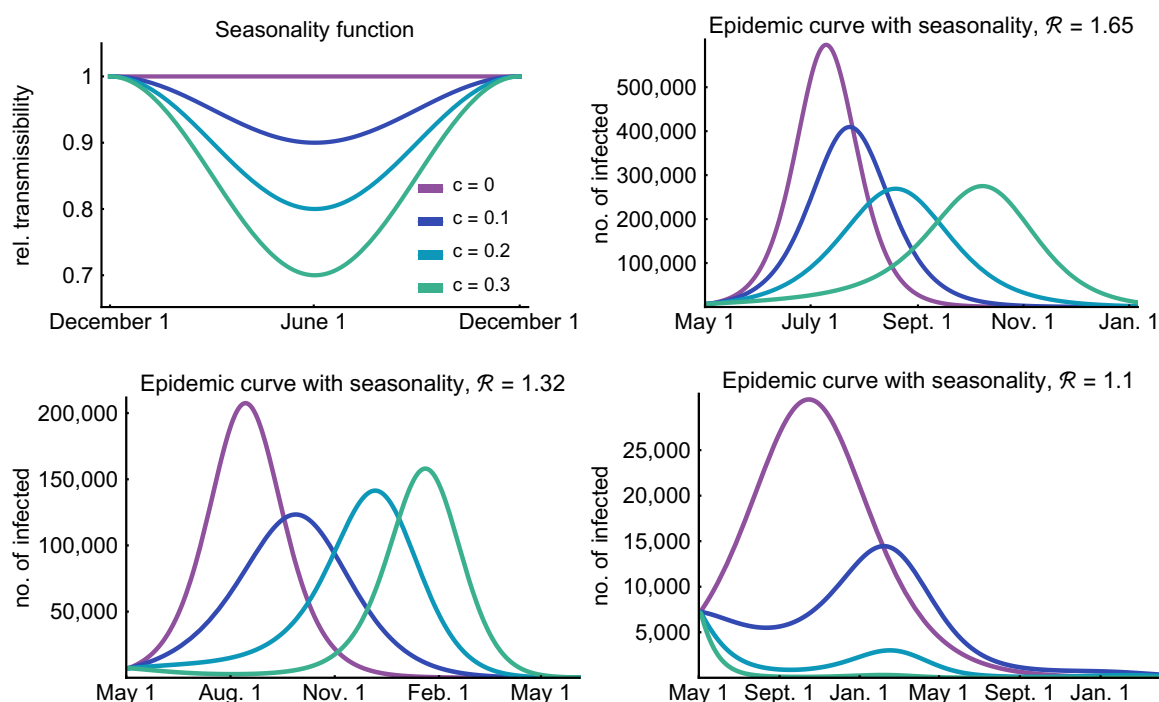 Seasonality function
rel. transmissibility
1
0.9
0.8
0.7
c = 0
c = 0.1
c = 0.2
c = 0.3
December 1 June 1 December 1
Epidemic curve with seasonality, ℛ = 1.65
no. of infected
500,000
400,000
300,000
200,000
100,000
May 1 July 1 Sept. 1 Nov. 1 Jan. 1
Epidemic curve with seasonality, ℛ = 1.32
no. of infected
200,000
150,000
100,000
50,000
May 1 Aug. 1 Nov. 1 Feb. 1 May 1
Epidemic curve with seasonality, ℛ = 1.1
no. of infected
25,000
20,000
15,000
10,000
5,000
May 1 Sept. 1 Jan. 1 May 1 Sept. 1 Jan. 1